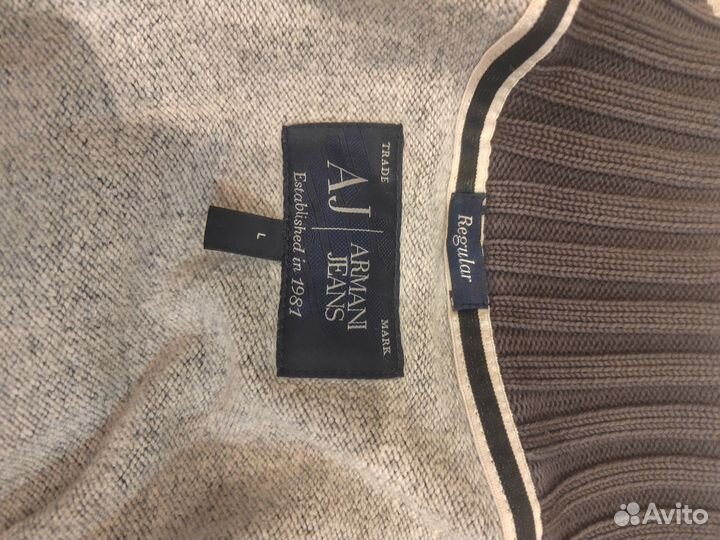 TRADE MARK
AJ ARMANI
JEANS
Established in 1981
L
Regular
Avito